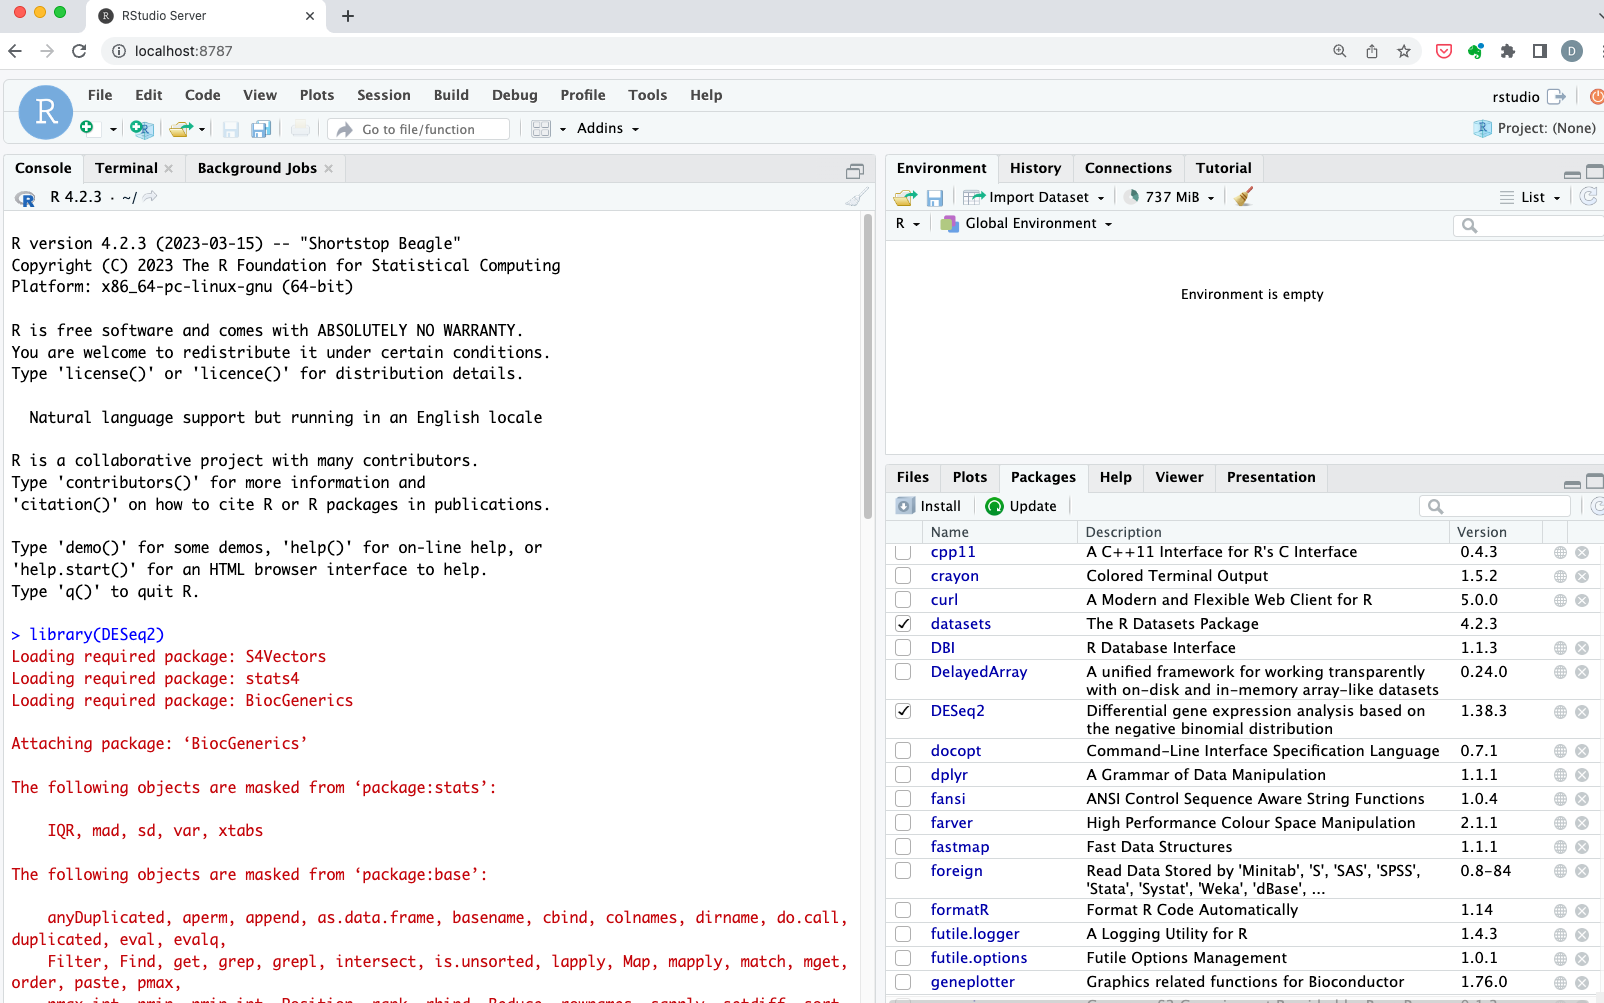 RStudio Server
localhost:8787
D
R
File Edit Code View Plots Session Build Debug Profile Tools Help
rstudio
Go to file/function
Addins
Project: (None)
Console Terminal Background Jobs
R 4.2.3 · ~/
R version 4.2.3 (2023-03-15) -- "Shortstop Beagle"
Copyright (C) 2023 The R Foundation for Statistical Computing
Platform: x86_64-pc-linux-gnu (64-bit)
R is free software and comes with ABSOLUTELY NO WARRANTY.
You are welcome to redistribute it under certain conditions.
Type 'license()' or 'licence()' for distribution details.
Natural language support but running in an English locale
R is a collaborative project with many contributors.
Type 'contributors()' for more information and
'citation()' on how to cite R or R packages in publications.
Type 'demo()' for some demos, 'help()' for on-line help, or
'help.start()' for an HTML browser interface to help.
Type 'q()' to quit R.
> library(DESeq2)
Loading required package: S4Vectors
Loading required package: stats4
Loading required package: BiocGenerics
Attaching package: ‘BiocGenerics’
The following objects are masked from ‘package:stats’:
IQR, mad, sd, var, xtabs
The following objects are masked from ‘package:base’:
anyDuplicated, aperm, append, as.data.frame, basename, cbind, colnames, dirname, do.call,
duplicated, eval, evalq,
Filter, Find, get, grep, grepl, intersect, is.unsorted, lapply, Map, mapply, match, mget,
order, paste, pmax,
Environment History Connections Tutorial
Import Dataset 737 MiB List
R Global Environment
Environment is empty
Files Plots Packages Help Viewer Presentation
Install Update
Name Description Version
cpp11 A C++11 Interface for R's C Interface 0.4.3
crayon Colored Terminal Output 1.5.2
curl A Modern and Flexible Web Client for R 5.0.0
datasets The R Datasets Package 4.2.3
DBI R Database Interface 1.1.3
DelayedArray A unified framework for working transparently 0.24.0
with on-disk and in-memory array-like datasets
DESeq2 Differential gene expression analysis based on 1.38.3
the negative binomial distribution
docopt Command-Line Interface Specification Language 0.7.1
dplyr A Grammar of Data Manipulation 1.1.1
fansi ANSI Control Sequence Aware String Functions 1.0.4
farver High Performance Colour Space Manipulation 2.1.1
fastmap Fast Data Structures 1.1.1
foreign Read Data Stored by 'Minitab', 'S', 'SAS', 'SPSS', 0.8-84
'Stata', 'Systat', 'Weka', 'dBase', ...
formatR Format R Code Automatically 1.14
futile.logger A Logging Utility for R 1.4.3
futile.options Futile Options Management 1.0.1
geneplotter Graphics related functions for Bioconductor 1.76.0